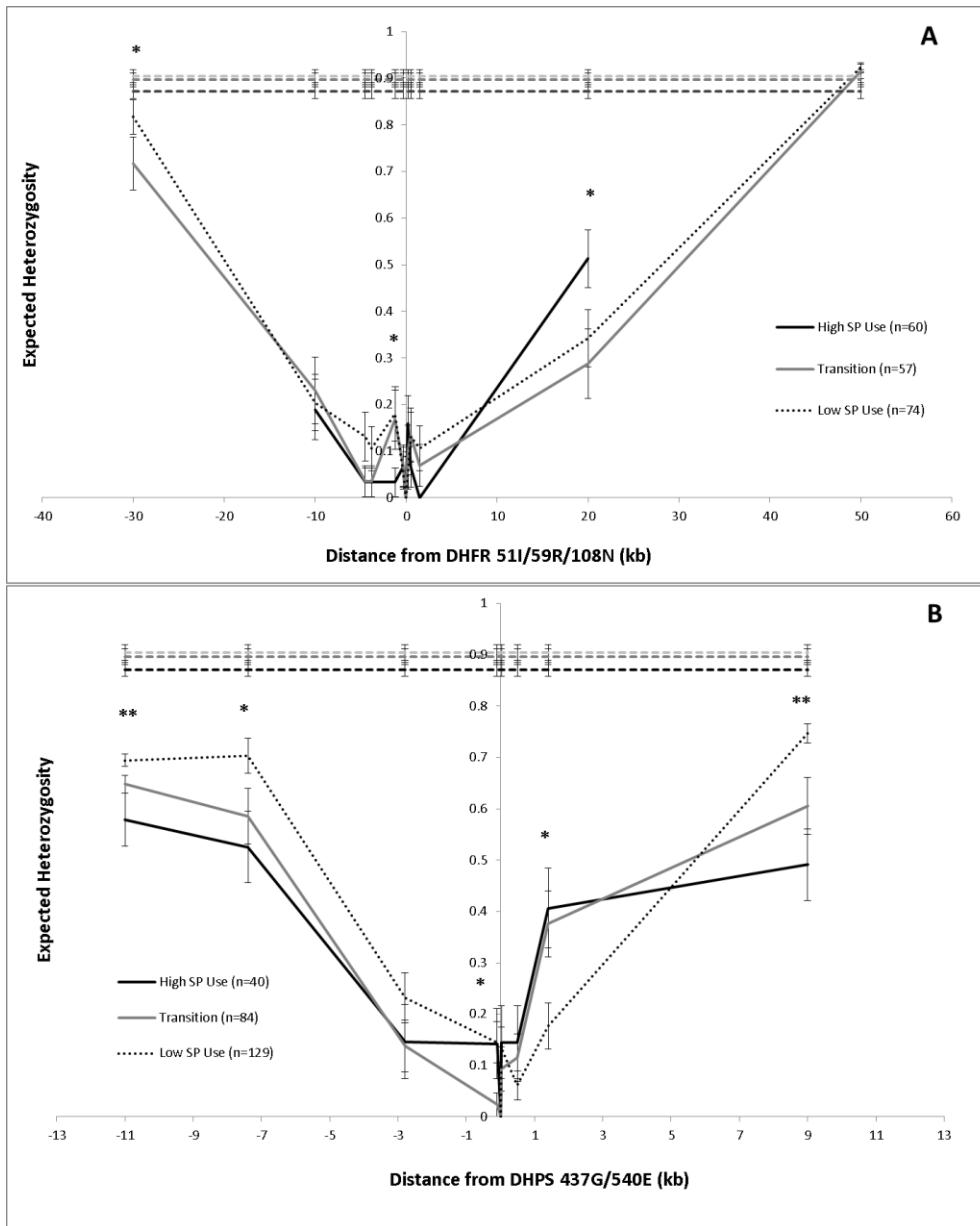 A
*
*
*
1
0.9
0.8
0.7
0.6
0.5
0.4
0.3
0.2
0.1
0
Expected Heterozygosity
High SP Use (n=60)
Transition (n=57)
Low SP Use (n=74)
-40 -30 -20 -10 0 10 20 30 40 50 60
Distance from DHFR 51I/59R/108N (kb)
B
** * * * **
1
0.9
0.8
0.7
0.6
0.5
0.4
0.3
0.2
0.1
0
Expected Heterozygosity
High SP Use (n=40)
Transition (n=84)
Low SP Use (n=129)
-13 -11 -9 -7 -5 -3 -1 1 3 5 7 9 11 13
Distance from DHPS 437G/540E (kb)